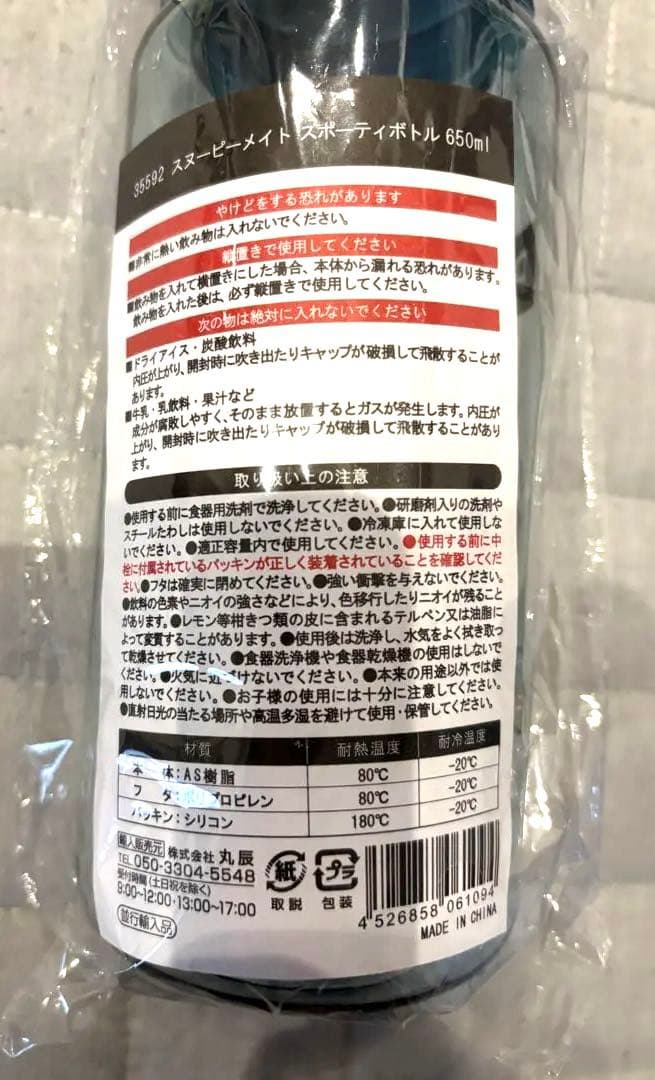 35592 スヌーピーメイト スポーティボトル 650ml
やけどをする恐れがあります
■非常に熱い飲み物は入れないでください。
縦置きで使用してください
■飲み物を入れて横置きにした場合、本体から漏れる恐れがあります。
飲み物を入れた後は、必ず縦置きで使用してください。
次の物は絶対に入れないでください
■ドライアイス・炭酸飲料
内圧が上がり、開封時に吹き出たりキャップが破損して飛散することが
あります。
■牛乳・乳飲料・果汁など
成分が腐敗しやすく、そのまま放置するとガスが発生します。内圧が
上がり、開封時に吹き出たりキャップが破損して飛散することがあり
ます。
取り扱い上の注意
●使用する前に食器用洗剤で洗浄してください。●研磨剤入りの洗剤や
スチールたわしは使用しないでください。●冷凍庫に入れて使用しな
いでください。●適正容量内で使用してください。●使用する前に中
栓に付属されているパッキンが正しく装着されていることを確認してくだ
さい。●フタは確実に閉めてください。●強い衝撃を与えないでください。
●飲料の色素やニオイの強さなどにより、色移行したりニオイが残ること
があります。●レモン等柑きつ類の皮に含まれるテルペン又は油脂に
よって変質することがあります。●使用後は洗浄し、水気をよく拭き取っ
て乾燥させてください。●食器洗浄機や食器乾燥機の使用はしないで
ください。●火気に近づけないでください。●本来の用途以外では使
用しないでください。●お子様の使用には十分に注意してください。
●直射日光の当たる場所や高温多湿を避けて使用・保管してください。
材質 耐熱温度 耐冷温度
本 体:AS樹脂 80℃ -20℃
フ タ:ポリプロピレン 80℃ -20℃
パッキン:シリコン 180℃ -20℃
輸入販売元 株式会社 丸辰
TEL 050-3304-5548
受付時間(土日祝を除く)
8:00~12:00・13:00~17:00
並行輸入品
紙 プラ
取説 包装
4 526858 061094
MADE IN CHINA